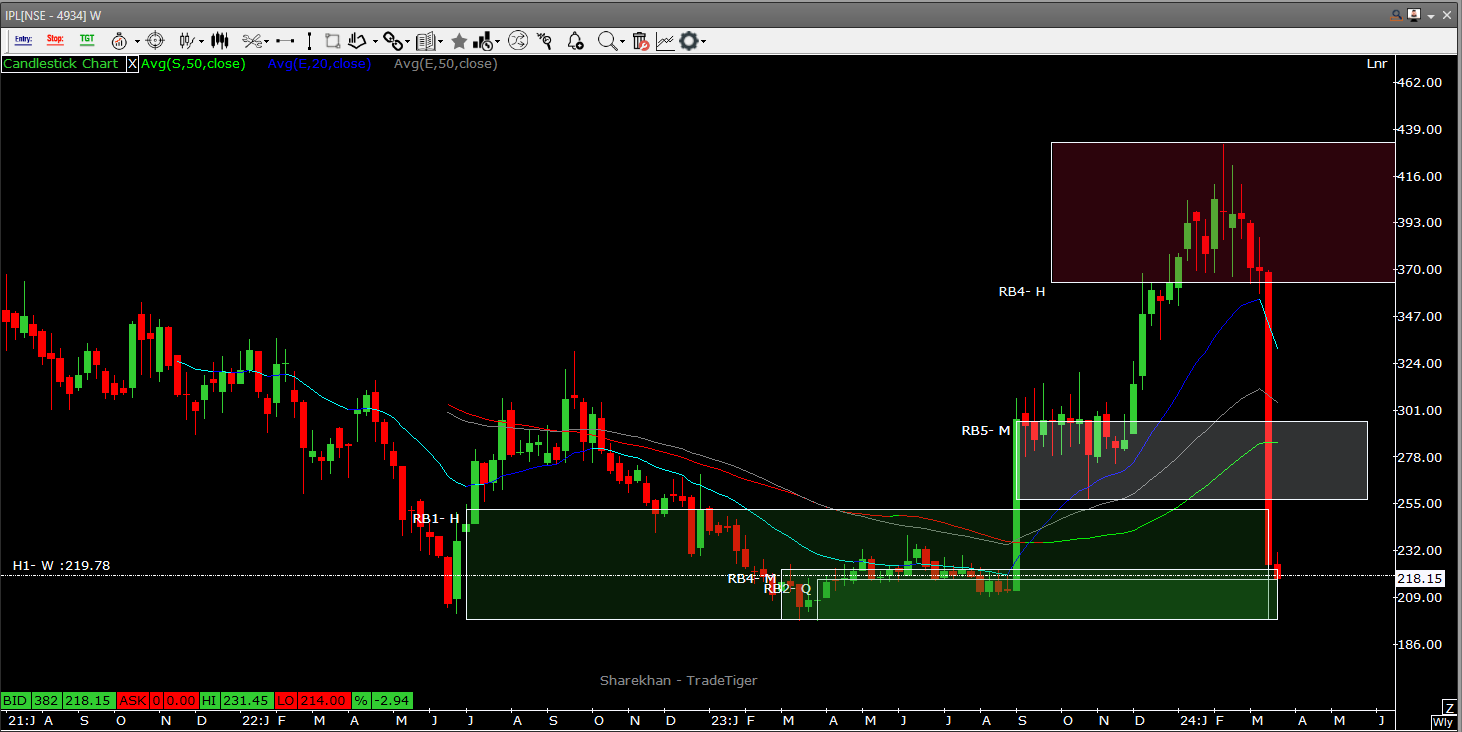 IPL[NSE - 4934] W
Entry: Stop: TGT
Candlestick Chart X Avg(S,50,close) Avg(E,20,close) Avg(E,50,close) Lnr
462.00
439.00
416.00
393.00
370.00
RB4- H
347.00
324.00
301.00
RB5- M
278.00
255.00
RB1- H
232.00
H1- W :219.78
RB4- M
218.15
RB2- Q
209.00
186.00
Sharekhan - TradeTiger
BID 382 218.15 ASK 0 0.00 HI 231.45 LO 214.00 % -2.94
Z
21:J A S O N D 22:J F M A M J J A S O N D 23:J F M A M J J A S O N D 24:J F M A M J
Wly